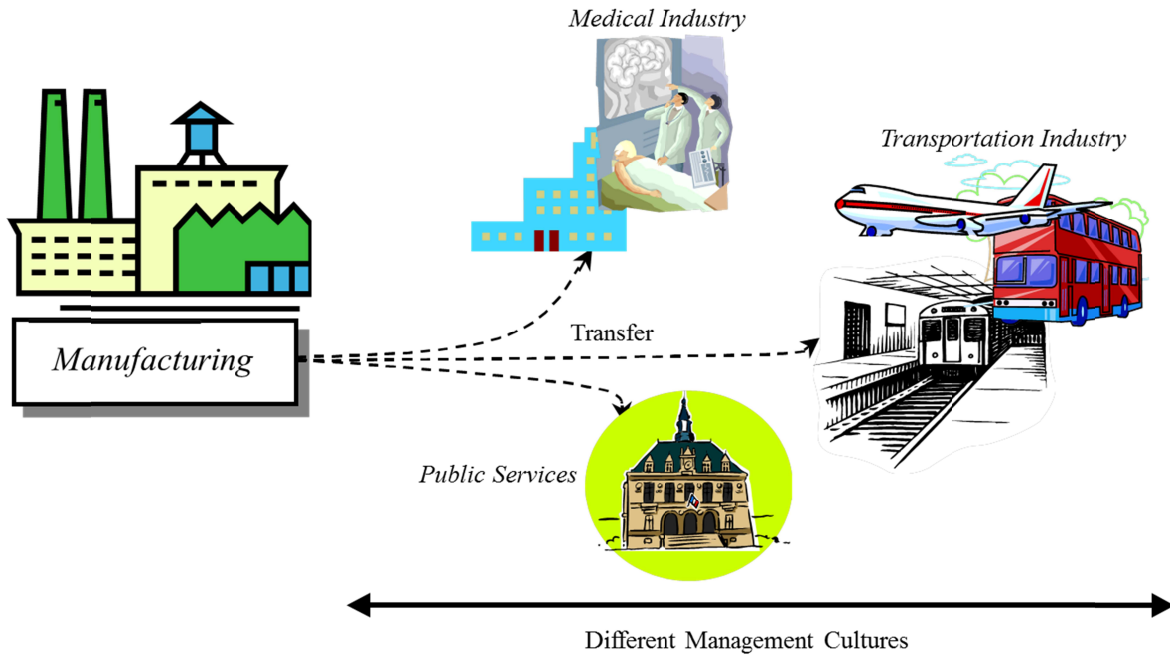 Medical Industry
Transportation Industry
Manufacturing
Transfer
Public Services
Different Management Cultures